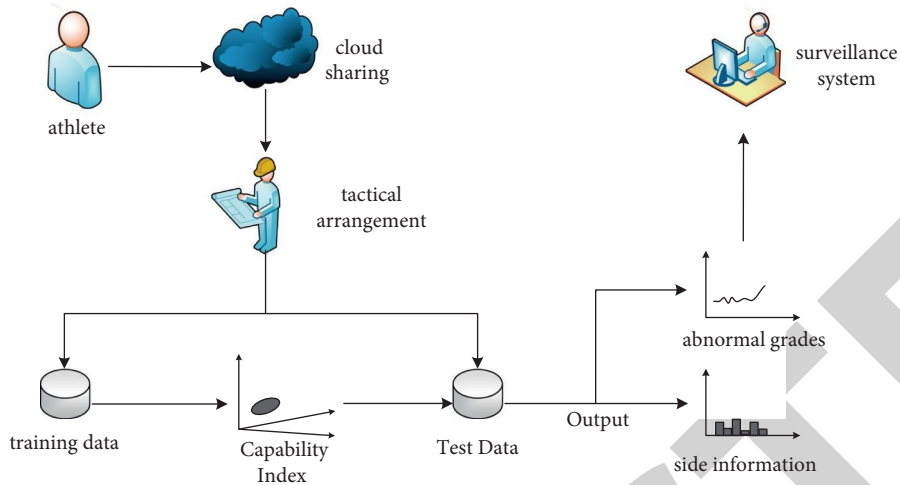 cloud
sharing
surveillance
system
athlete
tactical
arrangement
abnormal grades
training data
Capability
Index
Test Data
Output
side information